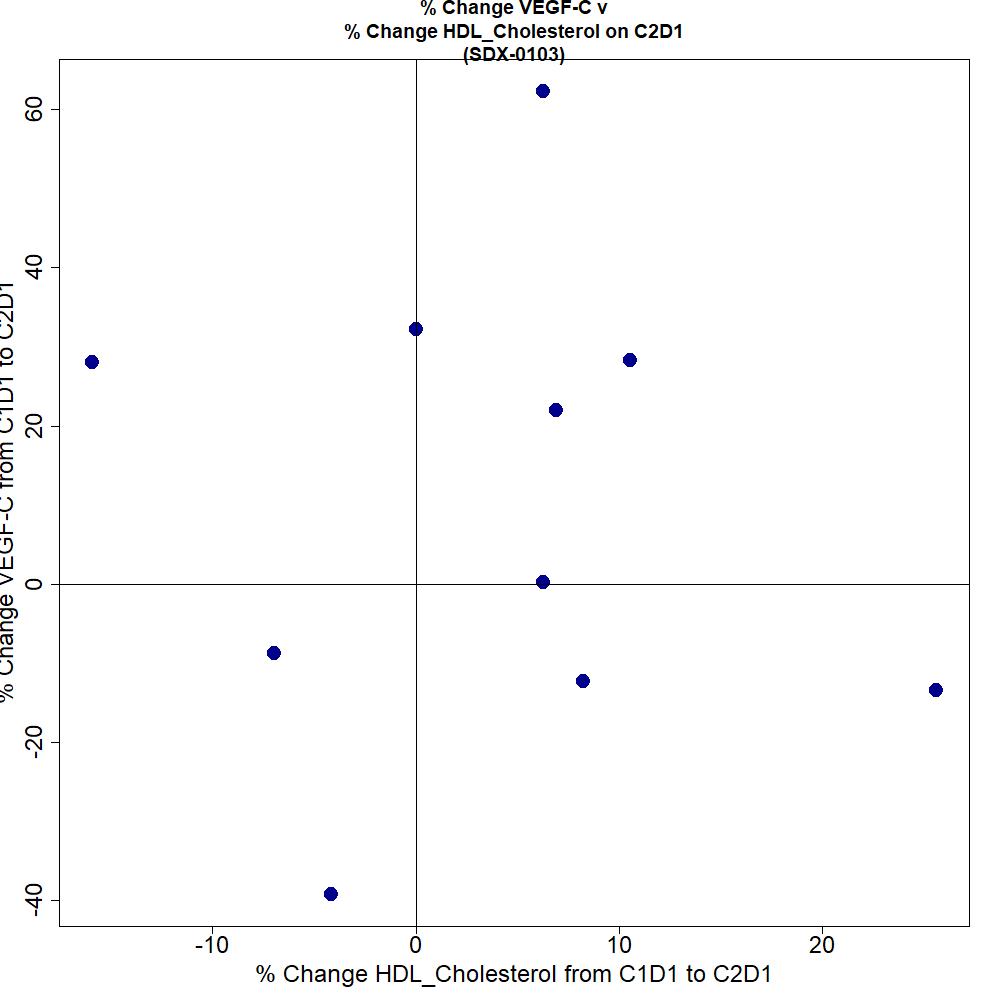 % Change VEGF-C v
% Change HDL_Cholesterol on C2D1
(SDX-0103)
% Change VEGF-C from C1D1 to C2D1
60
40
20
0
-20
-40
-10
0
10
20
% Change HDL_Cholesterol from C1D1 to C2D1